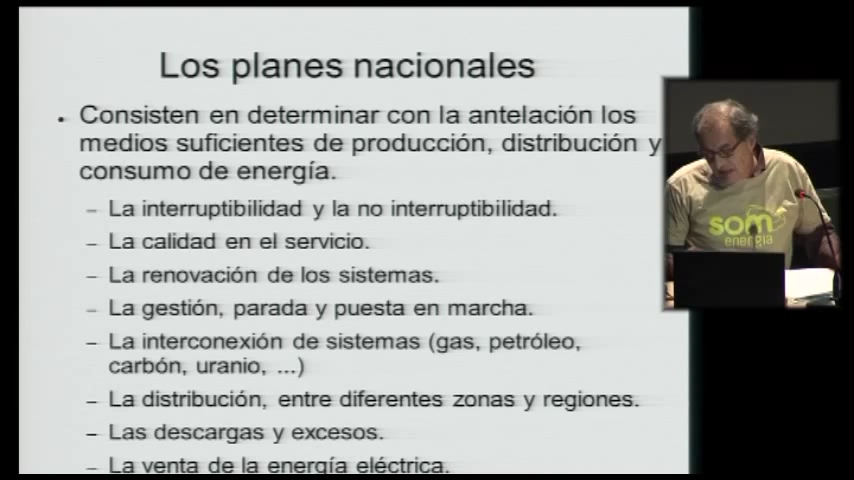 Los planes nacionales
• Consisten en determinar con la antelación los
medios suficientes de producción, distribución y
consumo de energía.
– La interruptibilidad y la no interruptibilidad.
– La calidad en el servicio.
– La renovación de los sistemas.
– La gestión, parada y puesta en marcha.
– La interconexión de sistemas (gas, petróleo,
carbón, uranio, ...)
– La distribución, entre diferentes zonas y regiones.
– Las descargas y excesos.
– La venta de la energía eléctrica.
som
energia